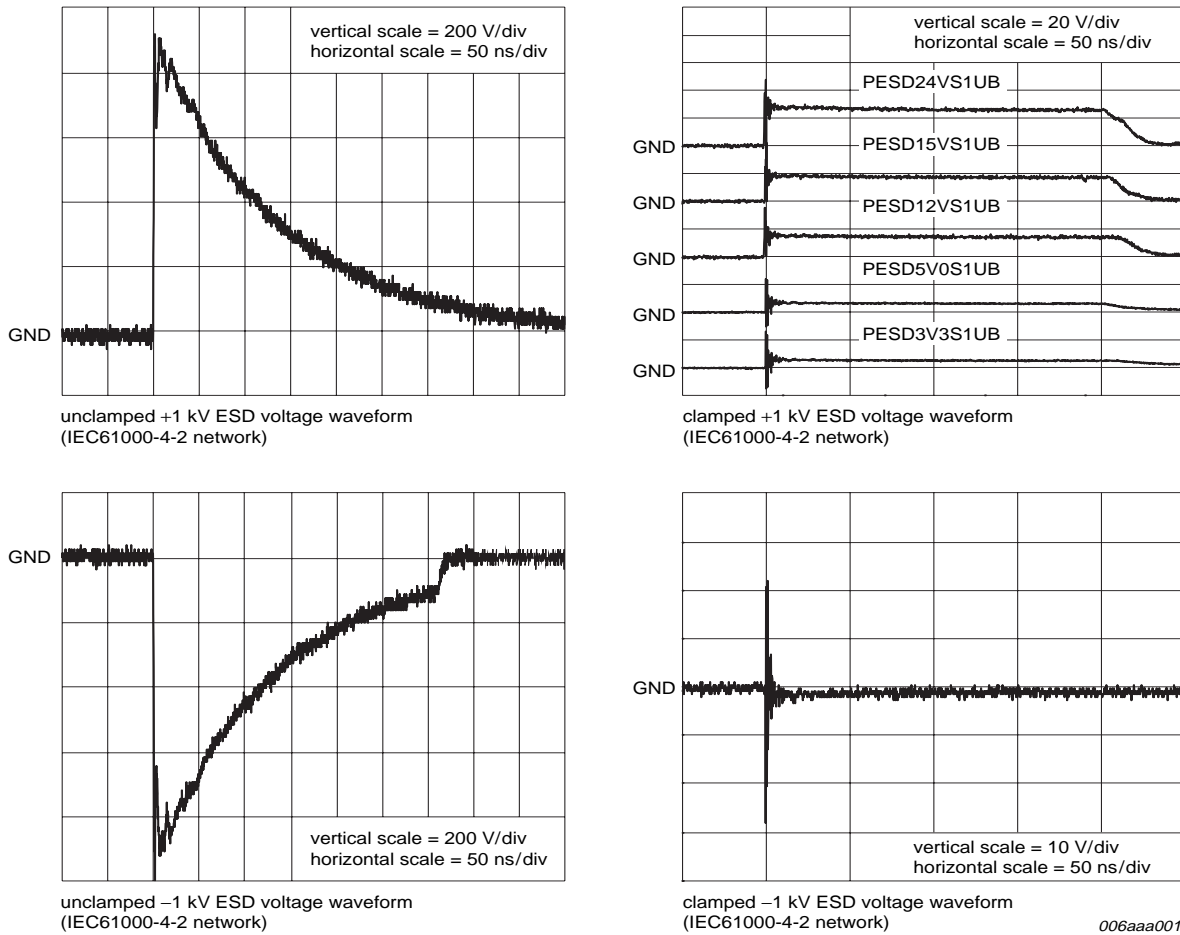 vertical scale = 200 V/div
horizontal scale = 50 ns/div
GND
unclamped +1 kV ESD voltage waveform
(IEC61000-4-2 network)
vertical scale = 20 V/div
horizontal scale = 50 ns/div
PESD24VS1UB
GND
PESD15VS1UB
GND
PESD12VS1UB
GND
PESD5V0S1UB
GND
PESD3V3S1UB
GND
clamped +1 kV ESD voltage waveform
(IEC61000-4-2 network)
GND
vertical scale = 200 V/div
horizontal scale = 50 ns/div
unclamped −1 kV ESD voltage waveform
(IEC61000-4-2 network)
GND
vertical scale = 10 V/div
horizontal scale = 50 ns/div
clamped −1 kV ESD voltage waveform
(IEC61000-4-2 network)
006aaa001